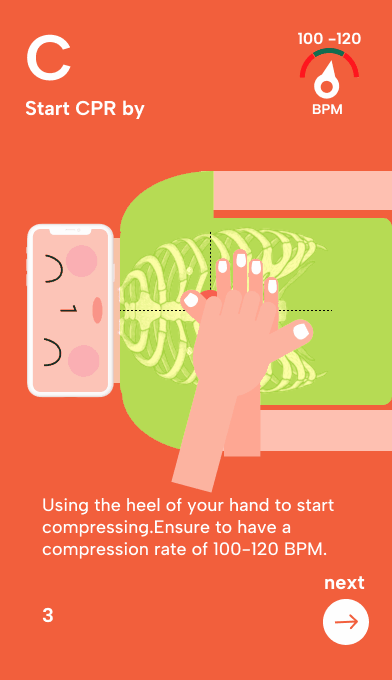 C
100 -120
Start CPR by
BPM
Using the heel of your hand to start
compressing.Ensure to have a
compression rate of 100-120 BPM.
next
3